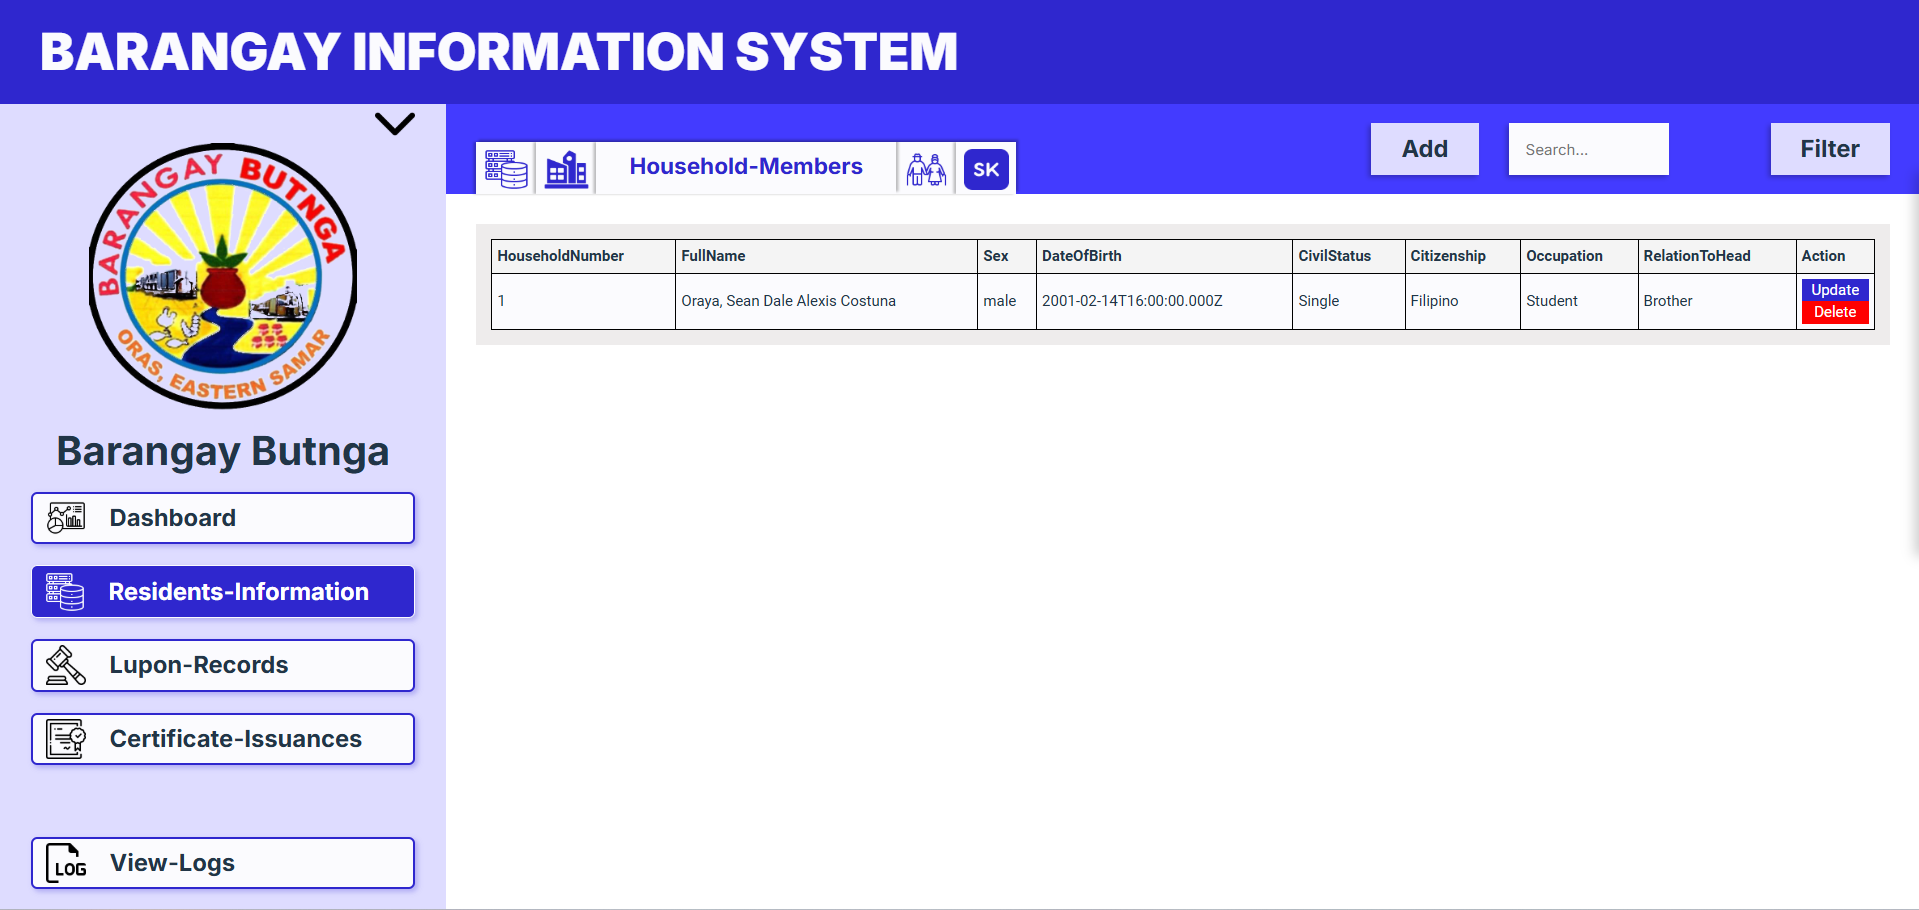 BARANGAY INFORMATION SYSTEM
BARANGAY BUTNGA
ORAS, EASTERN SAMAR
Barangay Butnga
Dashboard
Residents-Information
Lupon-Records
Certificate-Issuances
LOG View-Logs
Household-Members SK
Add Search... Filter
HouseholdNumber FullName Sex DateOfBirth CivilStatus Citizenship Occupation RelationToHead Action
1 Oraya, Sean Dale Alexis Costuna male 2001-02-14T16:00:00.000Z Single Filipino Student Brother Update
Delete